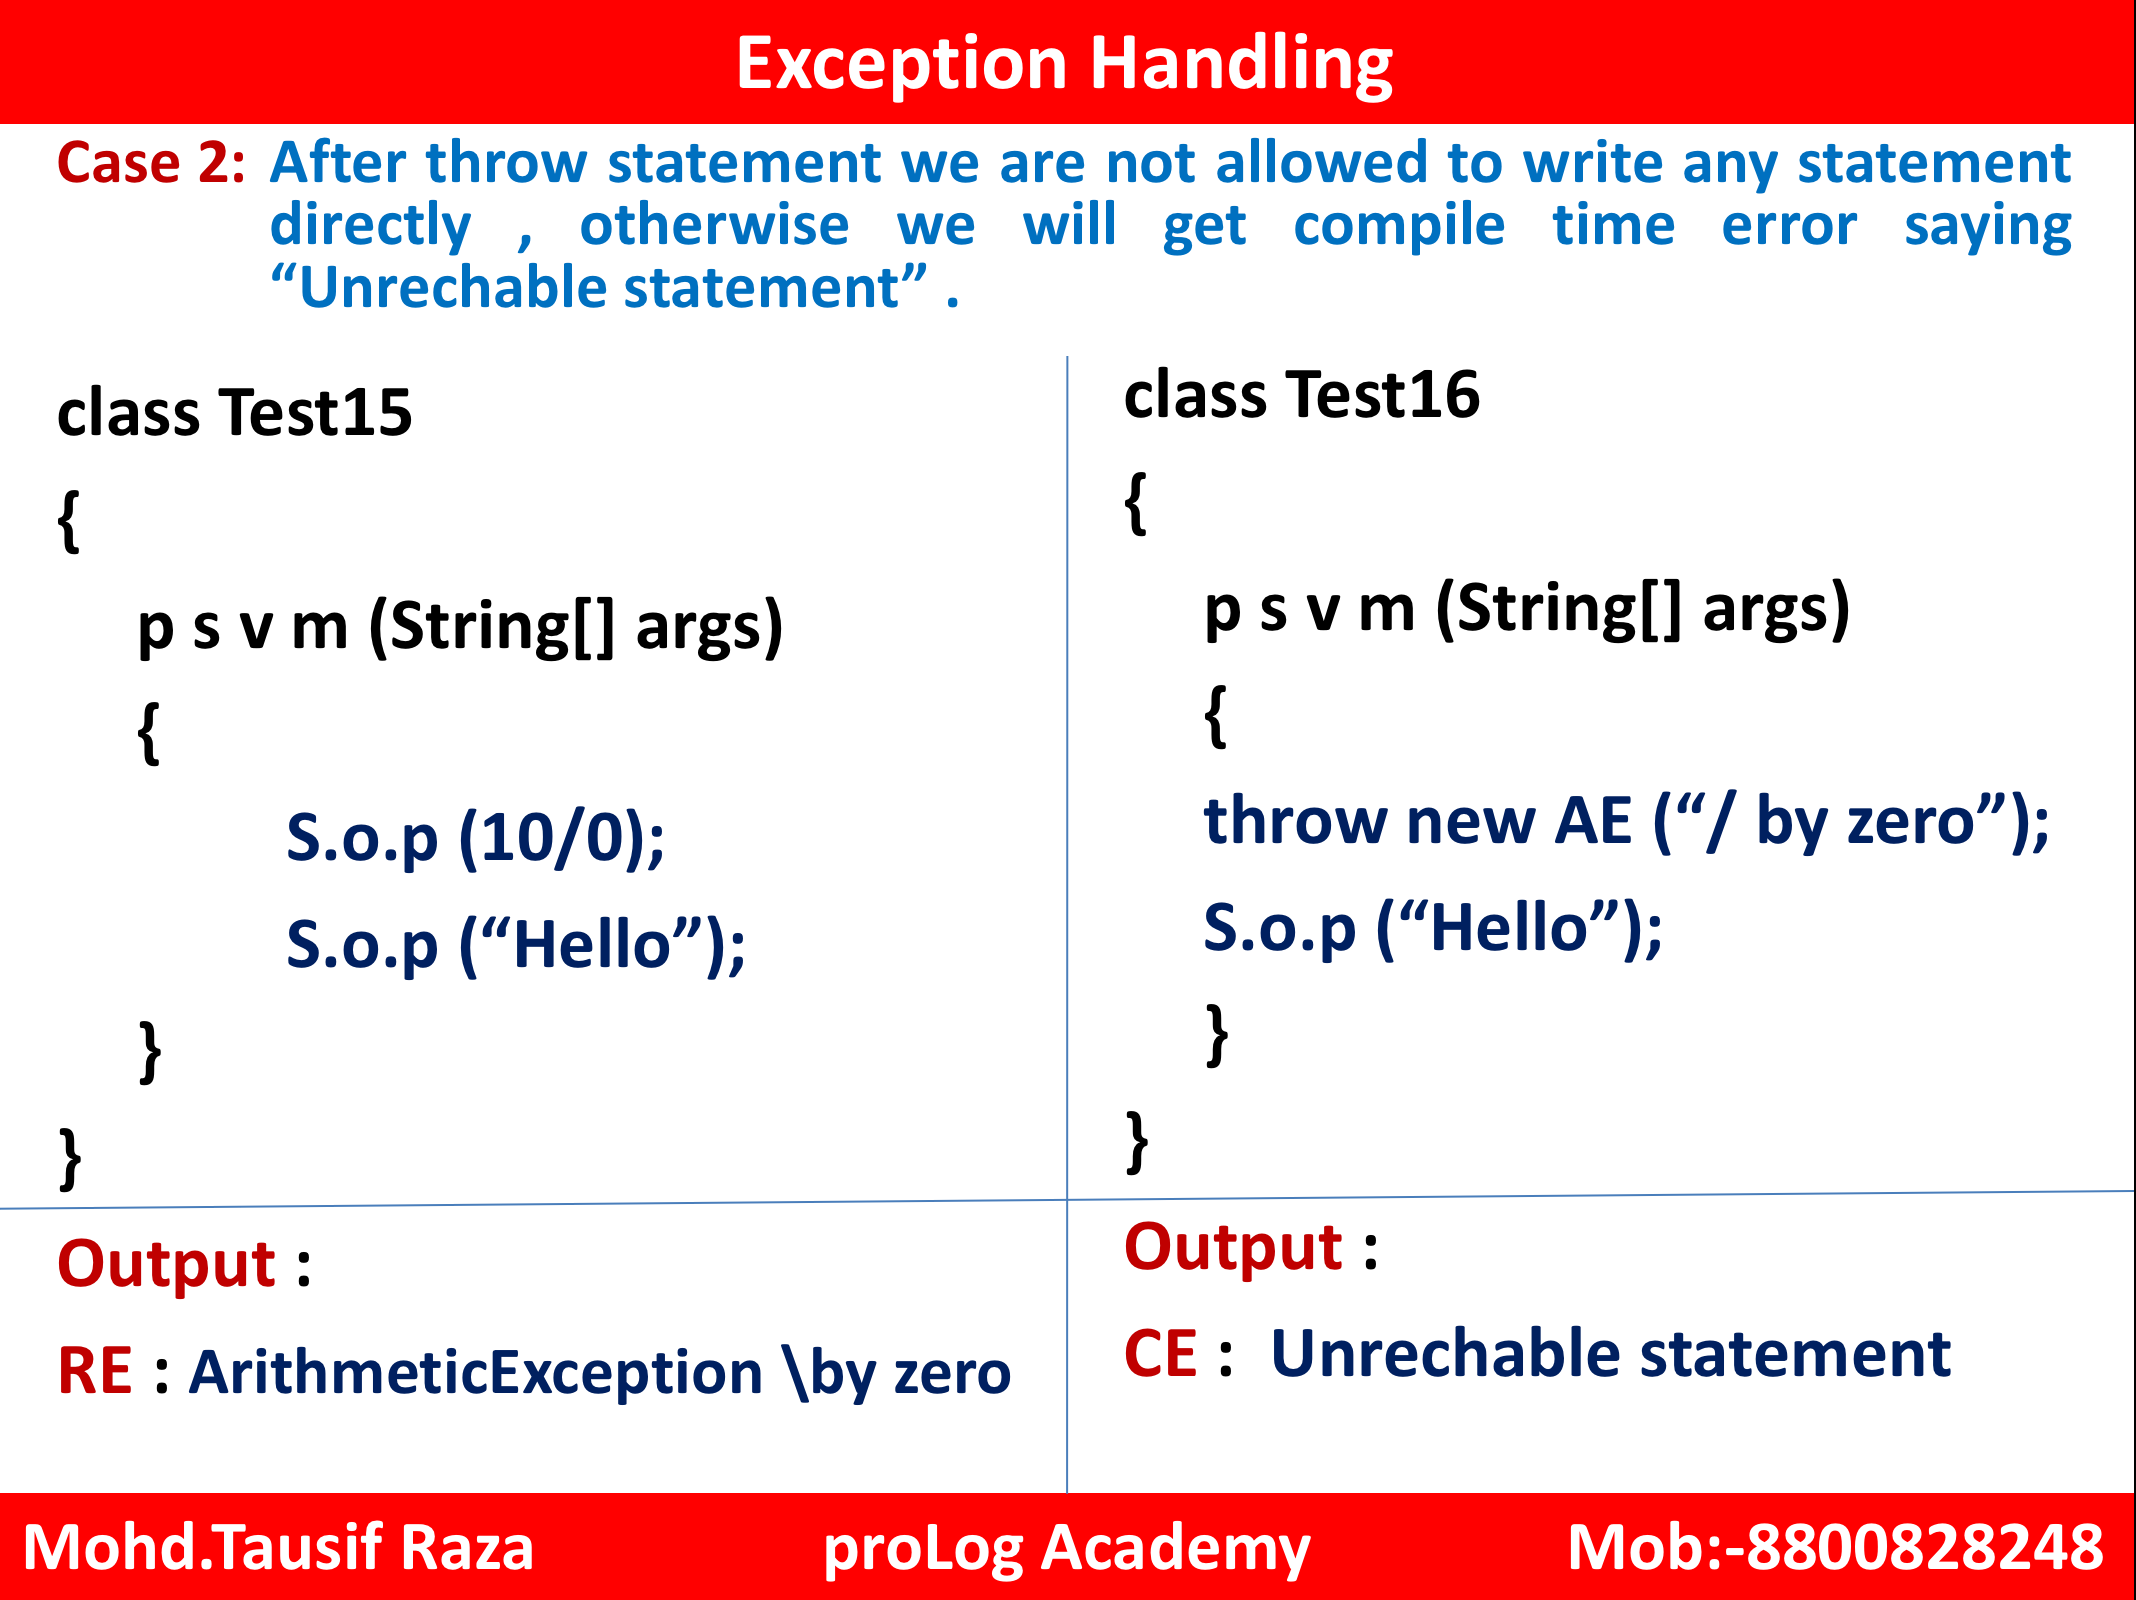 Exception Handling
Case 2: After throw statement we are not allowed to write any statement
directly , otherwise we will get compile time error saying
“Unrechable statement” .
class Test15
{
p s v m (String[] args)
{
S.o.p (10/0);
S.o.p (“Hello”);
}
}
Output :
RE : ArithmeticException \by zero
class Test16
{
p s v m (String[] args)
{
throw new AE (“/ by zero”);
S.o.p (“Hello”);
}
}
Output :
CE : Unrechable statement
Mohd.Tausif Raza proLog Academy Mob:-8800828248